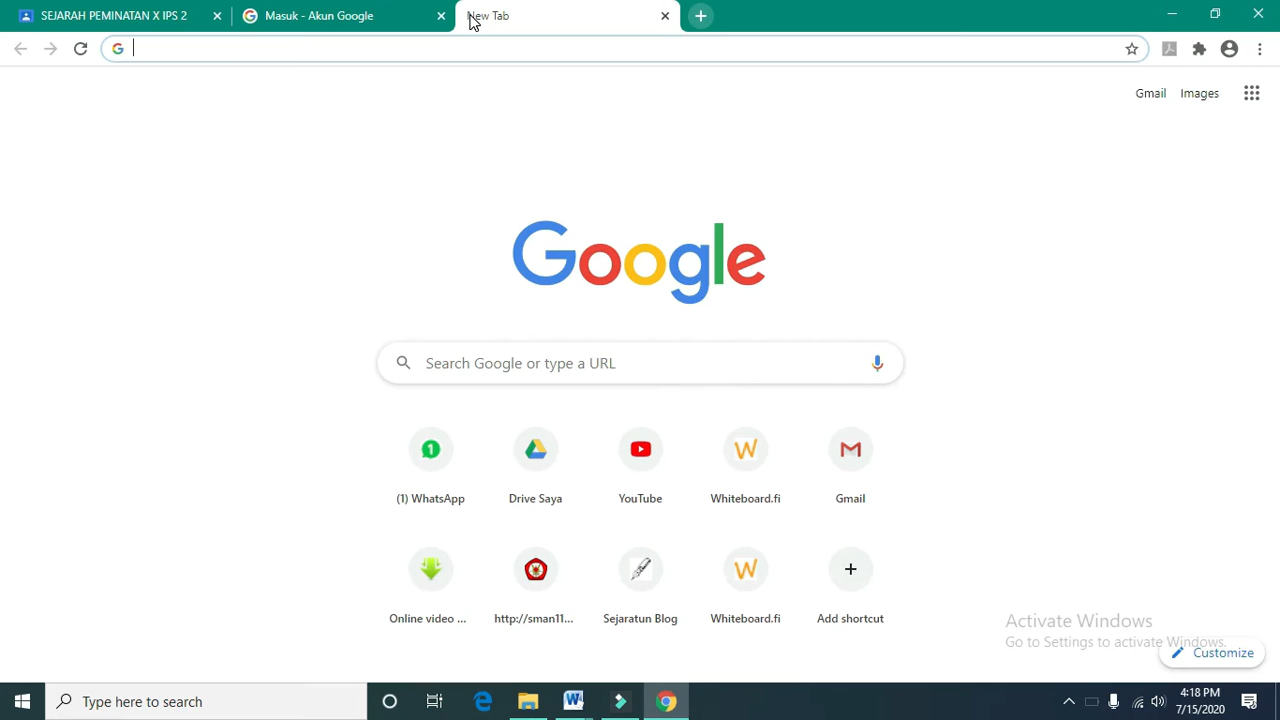 SEJARAH PEMINATAN X IPS 2
Masuk - Akun Google
New Tab
Gmail Images
Google
Search Google or type a URL
1
(1) WhatsApp
Drive Saya
YouTube
Whiteboard.fi
Gmail
Online video ...
http://sman11...
Sejaratun Blog
Whiteboard.fi
Add shortcut
Activate Windows
Go to Settings to activate Windows.
Customize
Type here to search
4:18 PM
7/15/2020